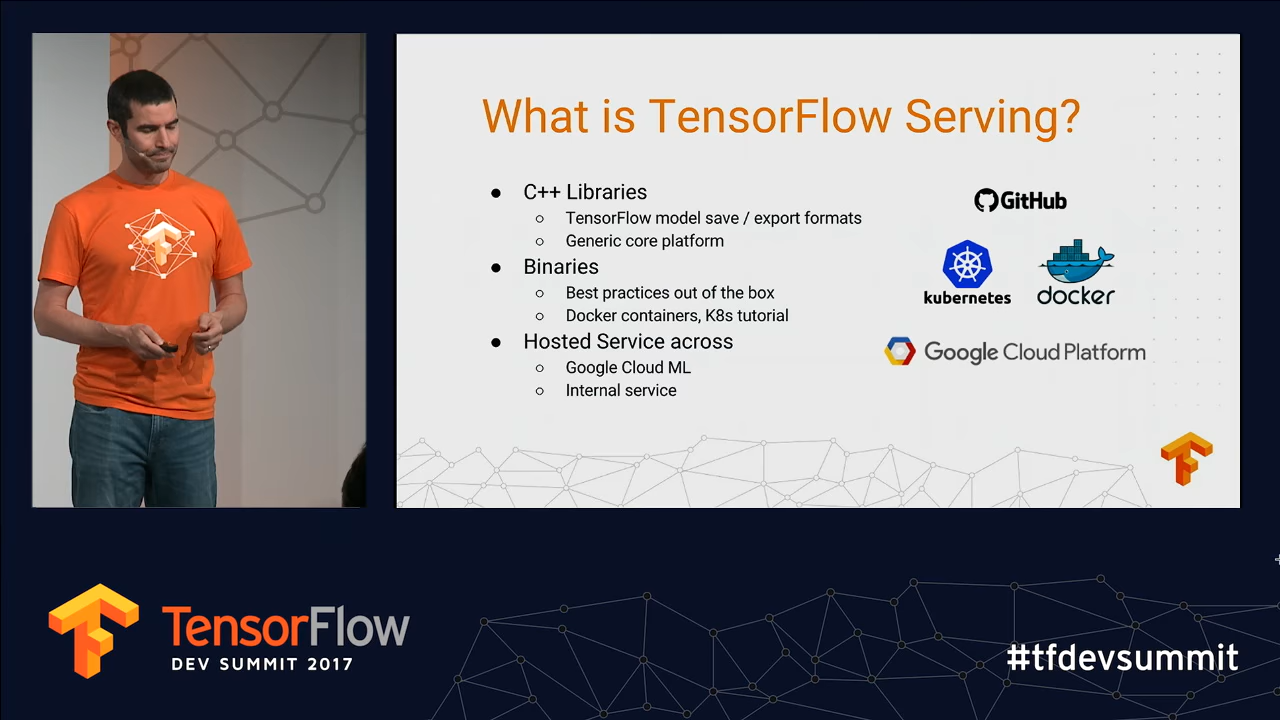 What is TensorFlow Serving?
● C++ Libraries
○ TensorFlow model save / export formats
○ Generic core platform
● Binaries
○ Best practices out of the box
○ Docker containers, K8s tutorial
● Hosted Service across
○ Google Cloud ML
○ Internal service
GitHub
kubernetes
docker
Google Cloud Platform
TensorFlow
DEV SUMMIT 2017
#tfdevsummit